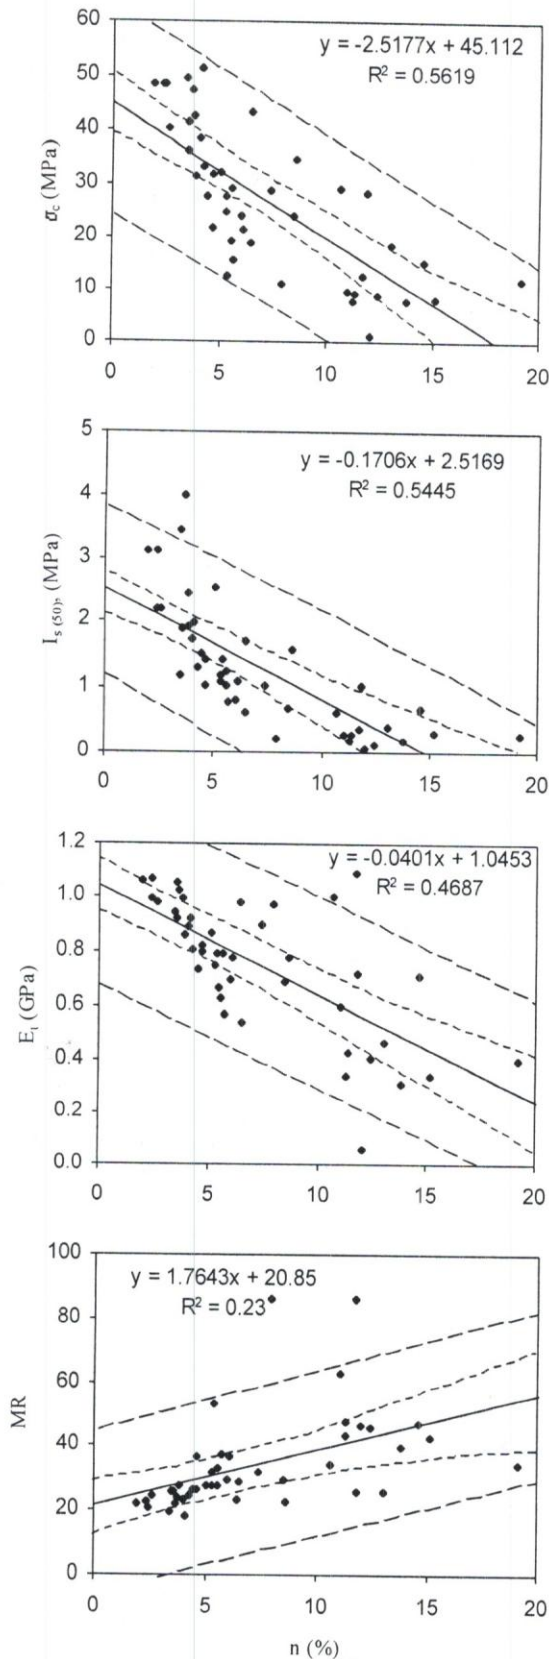 60
y = -2.5177x + 45.112
R² = 0.5619
50
40
30
20
10
0
σc (MPa)
0 5 10 15 20
5
y = -0.1706x + 2.5169
R² = 0.5445
4
3
2
1
0
Is (50), (MPa)
0 5 10 15 20
1.2
y = -0.0401x + 1.0453
R² = 0.4687
1.0
0.8
0.6
0.4
0.2
0.0
Et (GPa)
0 5 10 15 20
100
y = 1.7643x + 20.85
R² = 0.23
80
60
40
20
0
MR
0 5 10 15 20
n (%)